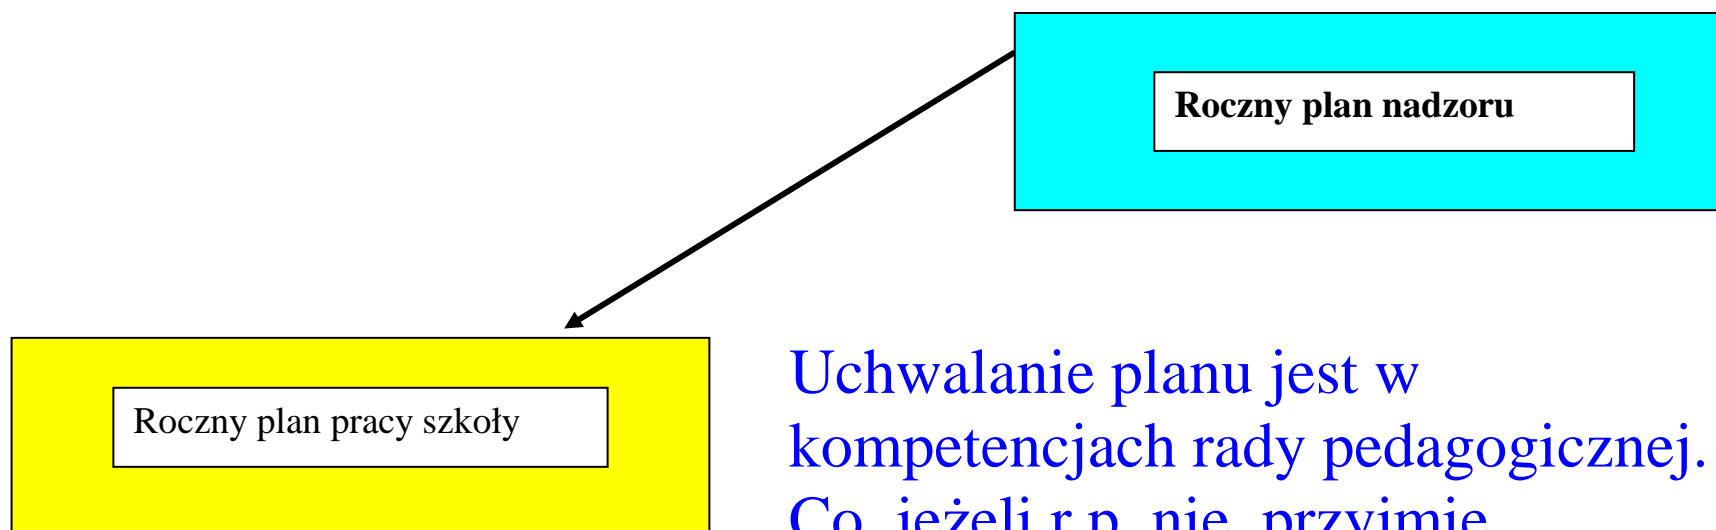 Roczny plan nadzoru
Roczny plan pracy szkoły
Uchwalanie planu jest w
kompetencjach rady pedagogicznej.
Co, jeżeli r.p. nie przyjmie